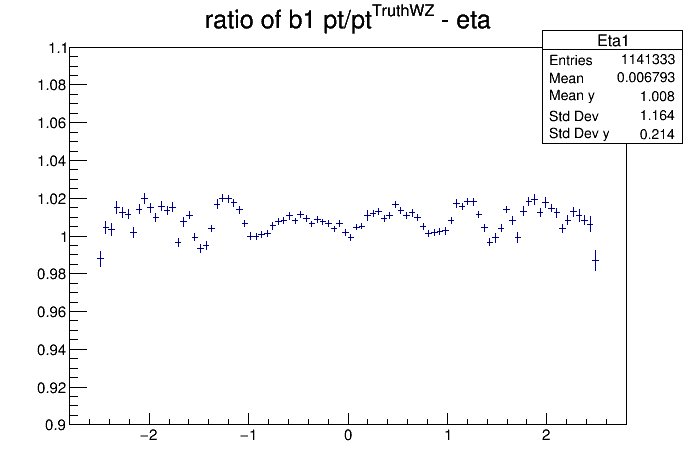 ratio of b1 pt/pt^TruthWZ - eta
Eta1
Entries 1141333
Mean 0.006793
Mean y 1.008
Std Dev 1.164
Std Dev y 0.214
1.1
1.08
1.06
1.04
1.02
1
0.98
0.96
0.94
0.92
0.9
−2 −1 0 1 2